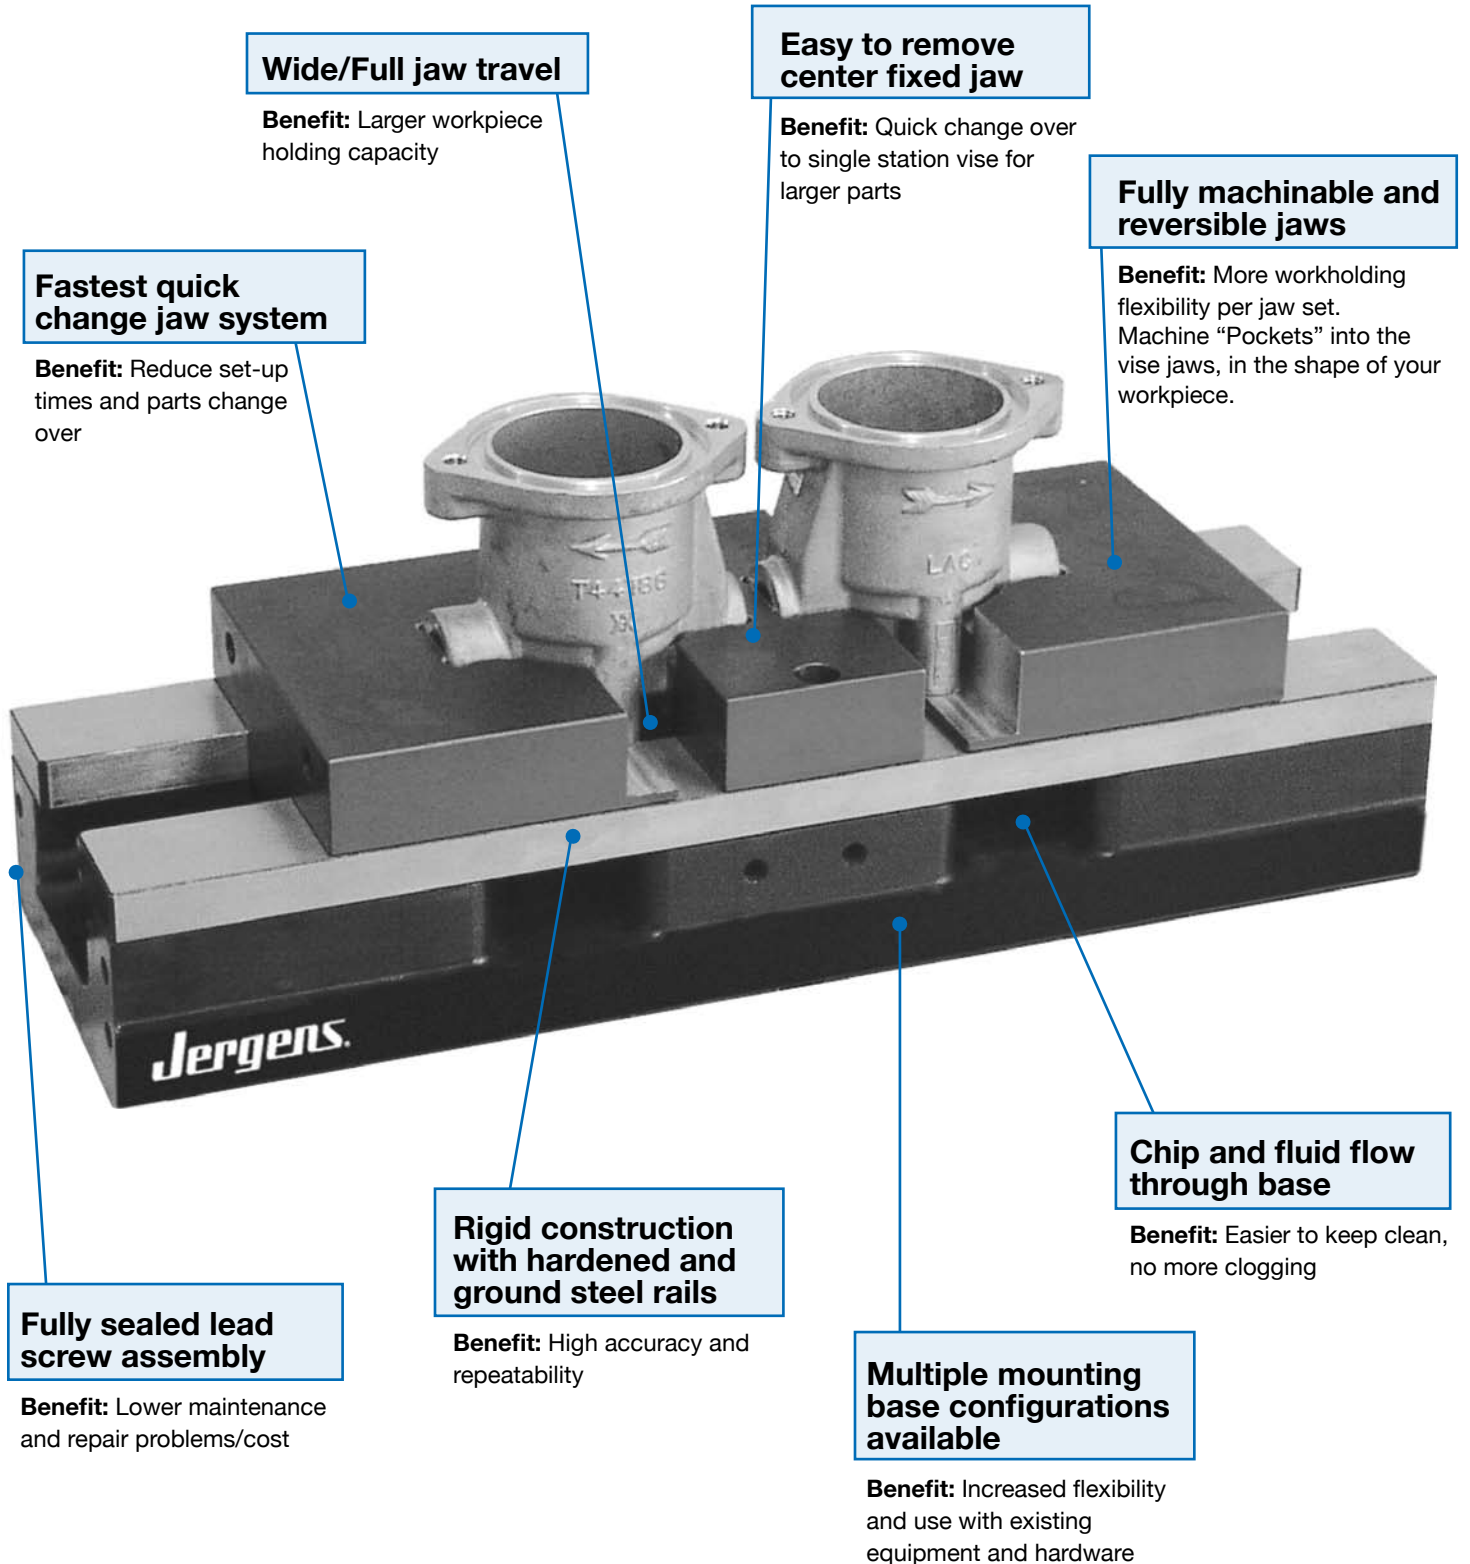 Wide/Full jaw travel
Benefit: Larger workpiece
holding capacity
Easy to remove
center fixed jaw
Benefit: Quick change over
to single station vise for
larger parts
Fully machinable and
reversible jaws
Benefit: More workholding
flexibility per jaw set.
Machine “Pockets” into the
vise jaws, in the shape of your
workpiece.
Fastest quick
change jaw system
Benefit: Reduce set-up
times and parts change
over
Jergens.
Chip and fluid flow
through base
Benefit: Easier to keep clean,
no more clogging
Rigid construction
with hardened and
ground steel rails
Benefit: High accuracy and
repeatability
Fully sealed lead
screw assembly
Benefit: Lower maintenance
and repair problems/cost
Multiple mounting
base configurations
available
Benefit: Increased flexibility
and use with existing
equipment and hardware